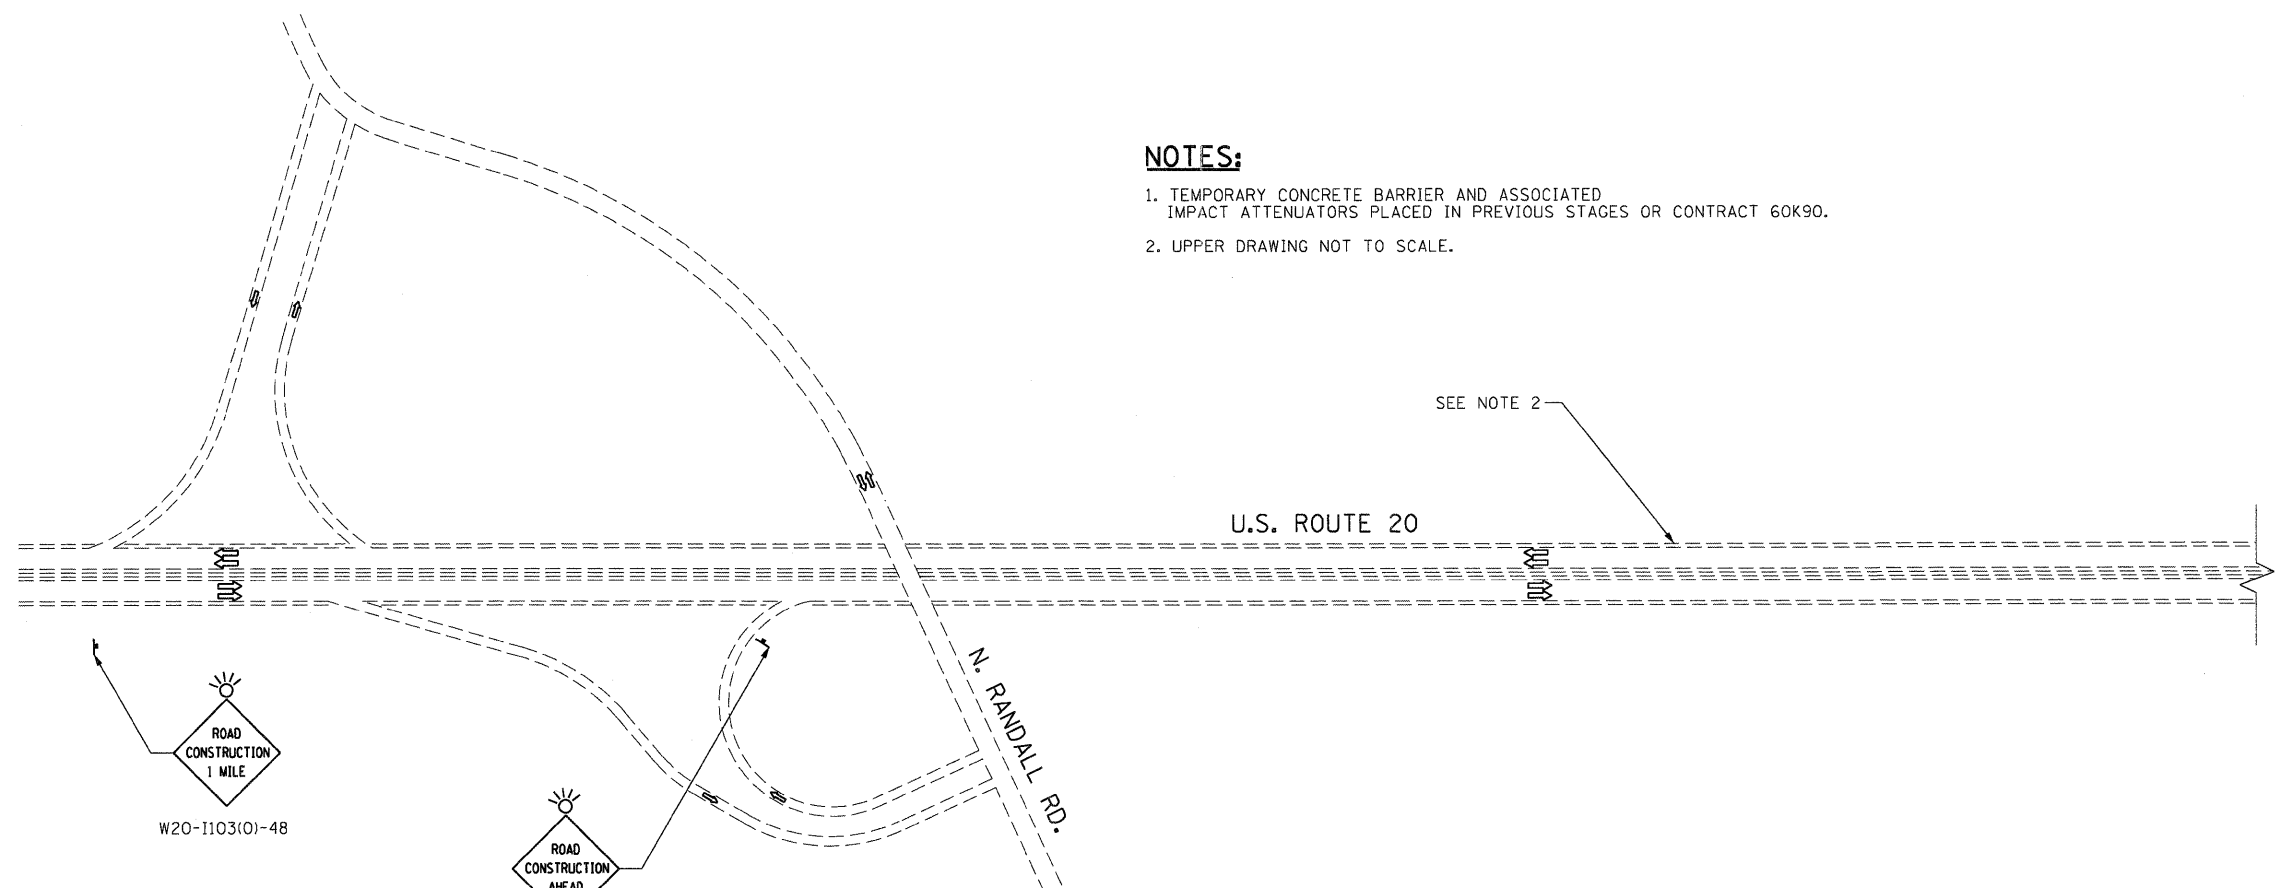 NOTES:
1. TEMPORARY CONCRETE BARRIER AND ASSOCIATED
IMPACT ATTENUATORS PLACED IN PREVIOUS STAGES OR CONTRACT 60K90.
2. UPPER DRAWING NOT TO SCALE.
SEE NOTE 2
U.S. ROUTE 20
N. RANDALL RD.
ROAD
CONSTRUCTION
1 MILE
W20-I103(O)-48
ROAD
CONSTRUCTION
AHEAD